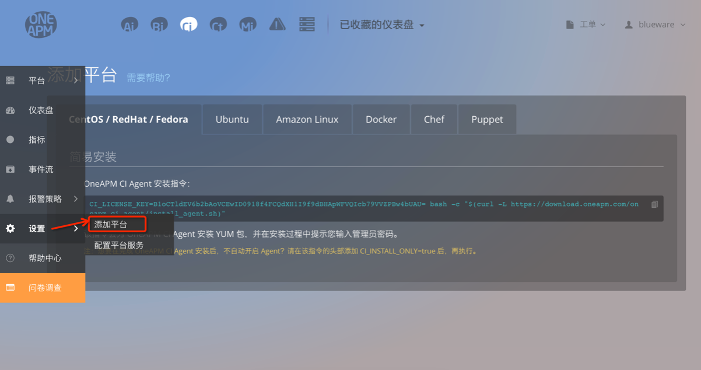 ONE
APM
Ai
Bi
Ci
Ct
Mi
已收藏的仪表盘
工单
blueware
添加平台 需要帮助?
平台
仪表盘
指标
事件流
报警策略
设置
帮助中心
问卷调查
添加平台
配置平台服务
CentOS / RedHat / Fedora
Ubuntu
Amazon Linux
Docker
Chef
Puppet
简易安装
OneAPM CI Agent 安装指令:
bash -c "$(curl -L https://download.oneapm.com/on
CI Agent 安装 YUM 包、并在安装过程中提示您输入管理员密码。
Agent 安装后、不自动开启 Agent? 请在该指令的头部添加 CI_INSTALL_ONLY=true 后、再执行。